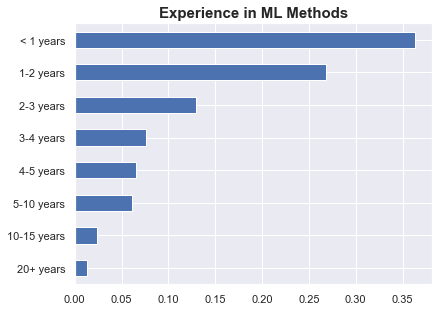 Experience in ML Methods
< 1 years
1-2 years
2-3 years
3-4 years
4-5 years
5-10 years
10-15 years
20+ years
0.00 0.05 0.10 0.15 0.20 0.25 0.30 0.35